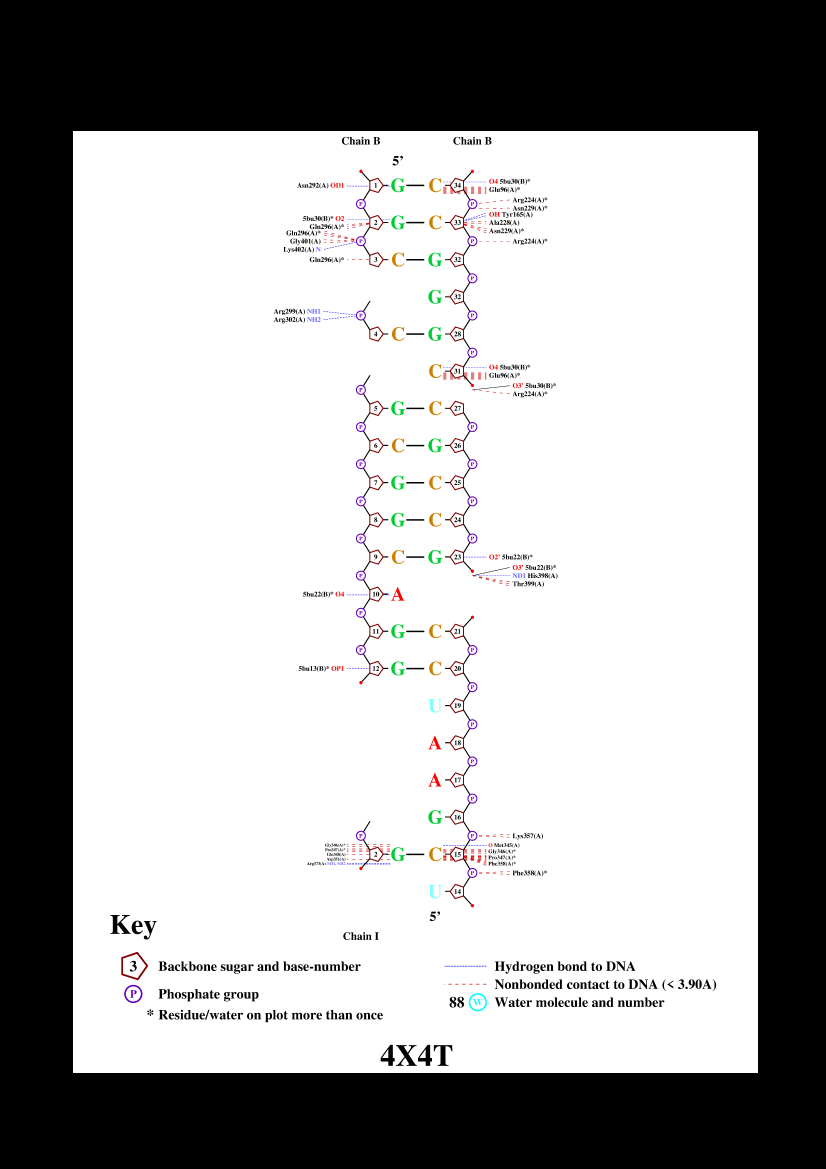 Chain B Chain B
5’
Asn292(A) OD1 1 G C 34 O4 5bu30(B)*
Glu96(A)*
P P Arg224(A)*
Asn229(A)*
5bu30(B)* O2 2 G C 33 OH Tyr165(A)
Gln296(A)* Ala228(A)
Gln296(A)* Asn229(A)*
Gly401(A) P P Arg224(A)*
Lys402(A) N
Gln296(A)* 3 C G 32
P
G 32
Arg299(A) NH1 P P
Arg302(A) NH2
4 C G 28
P
C 31 O4 5bu30(B)*
Glu96(A)*
P O3' 5bu30(B)*
Arg224(A)*
5 G C 27
P P
6 C G 26
P P
7 G C 25
P P
8 G C 24
P P
9 C G 23 O2' 5bu22(B)*
P O3' 5bu22(B)*
ND1 His398(A)
Thr399(A)
5bu22(B)* O4 10 A
P
11 G C 21
P P
5bu13(B)* OP1 12 G C 20
P
U 19
P
A 18
P
A 17
P
G 16
P P Lys357(A)
Gly346(A)* O Met345(A)
Pro347(A)* Gly346(A)*
2 G C 15 Pro347(A)*
Phe358(A)*
Arg373(A) NH1, NH2
P Phe358(A)*
U 14
5’
Key
Chain I
3 Backbone sugar and base-number
P Phosphate group
* Residue/water on plot more than once
Hydrogen bond to DNA
Nonbonded contact to DNA (< 3.90A)
88 W Water molecule and number
4X4T